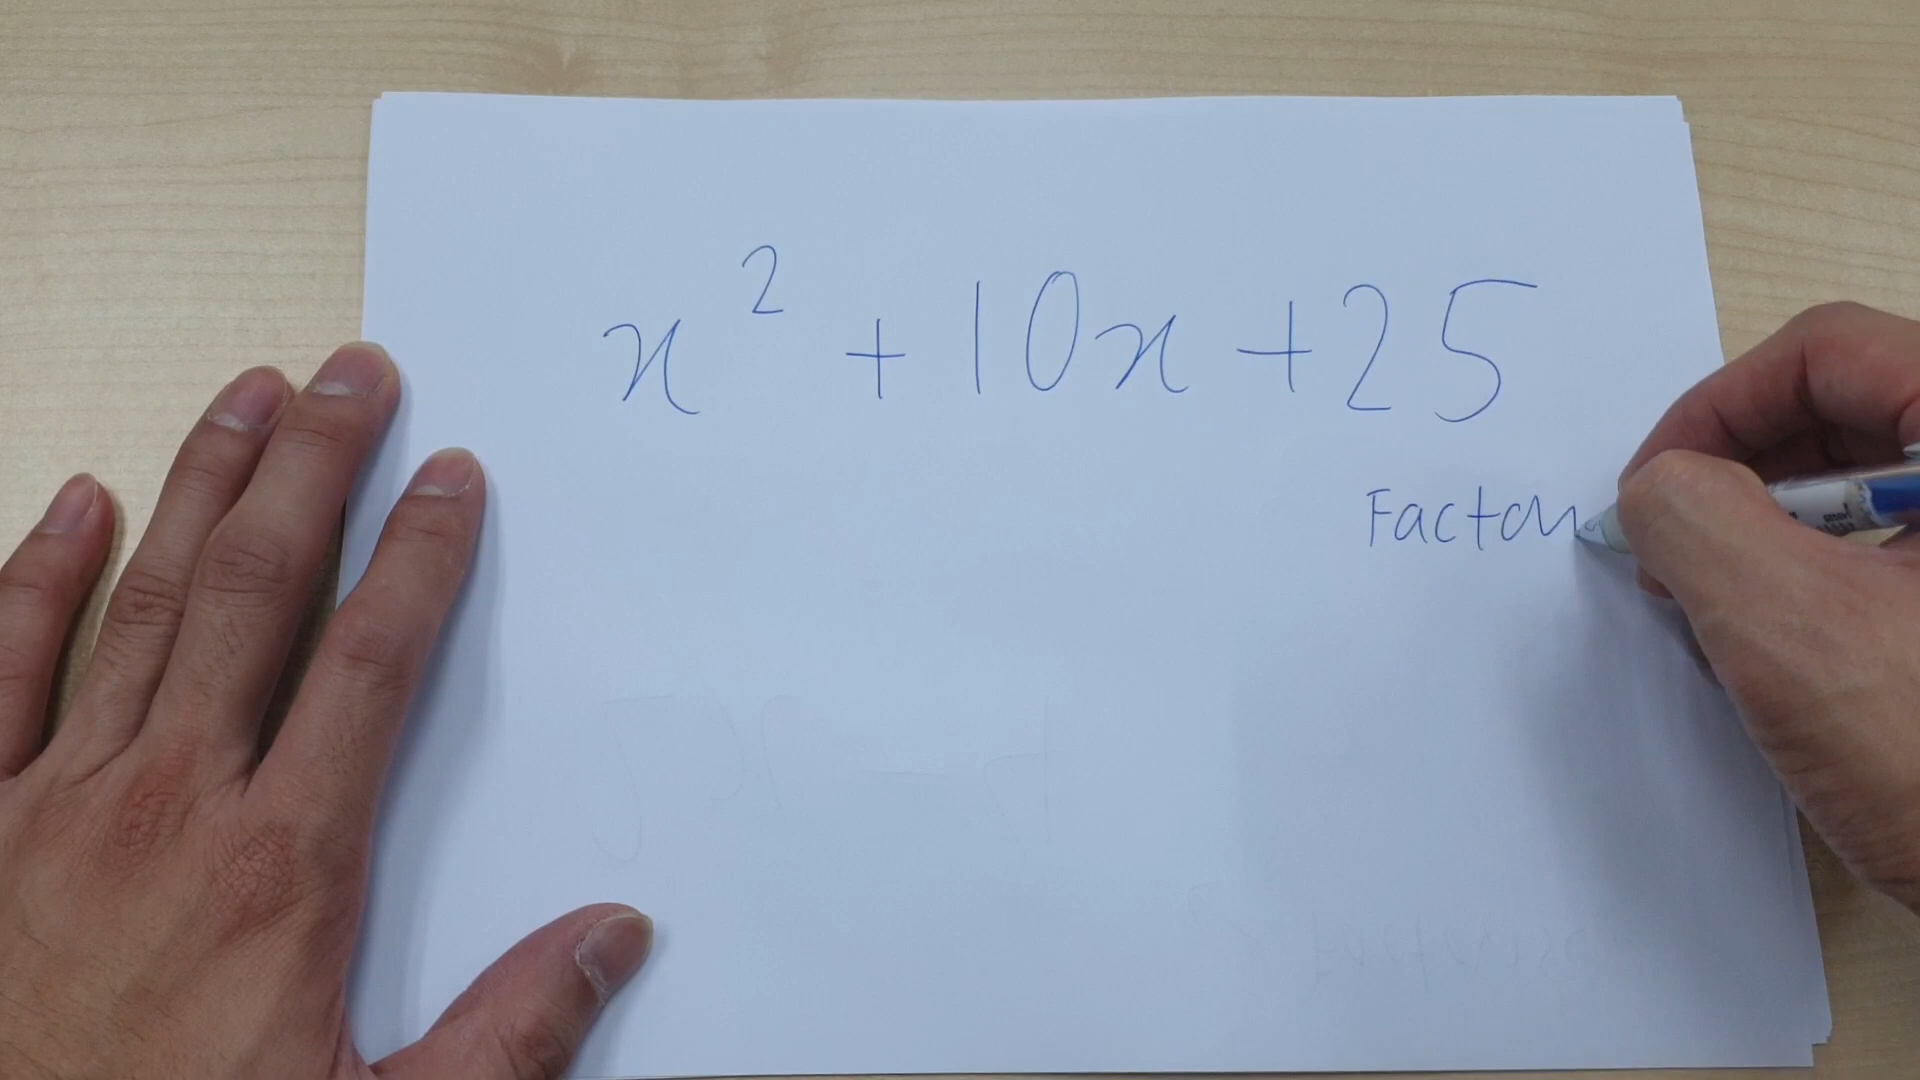 x² + 10x + 25
Factor